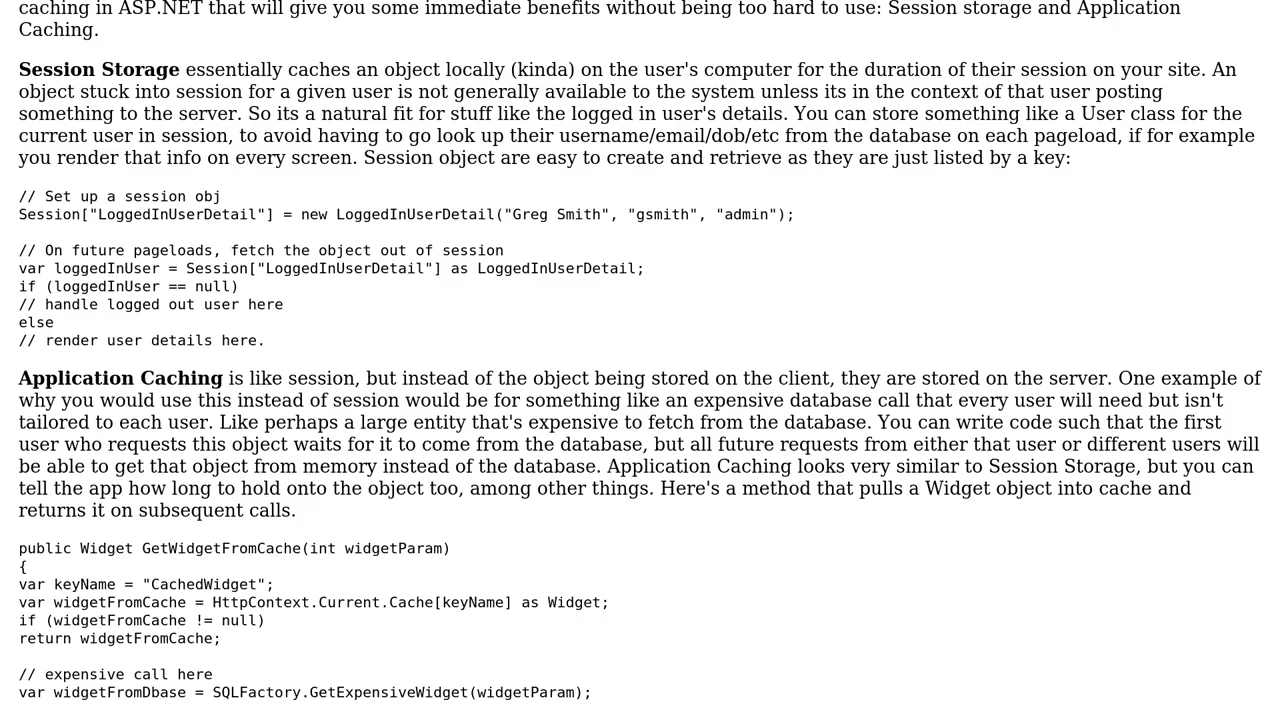 caching in ASP.NET that will give you some immediate benefits without being too hard to use: Session storage and Application
Caching.
Session Storage essentially caches an object locally (kinda) on the user's computer for the duration of their session on your site. An
object stuck into session for a given user is not generally available to the system unless its in the context of that user posting
something to the server. So its a natural fit for stuff like the logged in user's details. You can store something like a User class for the
current user in session, to avoid having to go look up their username/email/dob/etc from the database on each pageload, if for example
you render that info on every screen. Session object are easy to create and retrieve as they are just listed by a key:
// Set up a session obj
Session["LoggedInUserDetail"] = new LoggedInUserDetail("Greg Smith", "gsmith", "admin");
// On future pageloads, fetch the object out of session
var loggedInUser = Session["LoggedInUserDetail"] as LoggedInUserDetail;
if (loggedInUser == null)
// handle logged out user here
else
// render user details here.
Application Caching is like session, but instead of the object being stored on the client, they are stored on the server. One example of
why you would use this instead of session would be for something like an expensive database call that every user will need but isn't
tailored to each user. Like perhaps a large entity that's expensive to fetch from the database. You can write code such that the first
user who requests this object waits for it to come from the database, but all future requests from either that user or different users will
be able to get that object from memory instead of the database. Application Caching looks very similar to Session Storage, but you can
tell the app how long to hold onto the object too, among other things. Here's a method that pulls a Widget object into cache and
returns it on subsequent calls.
public Widget GetWidgetFromCache(int widgetParam)
{
var keyName = "CachedWidget";
var widgetFromCache = HttpContext.Current.Cache[keyName] as Widget;
if (widgetFromCache != null)
return widgetFromCache;
// expensive call here
var widgetFromDbase = SQLFactory.GetExpensiveWidget(widgetParam);